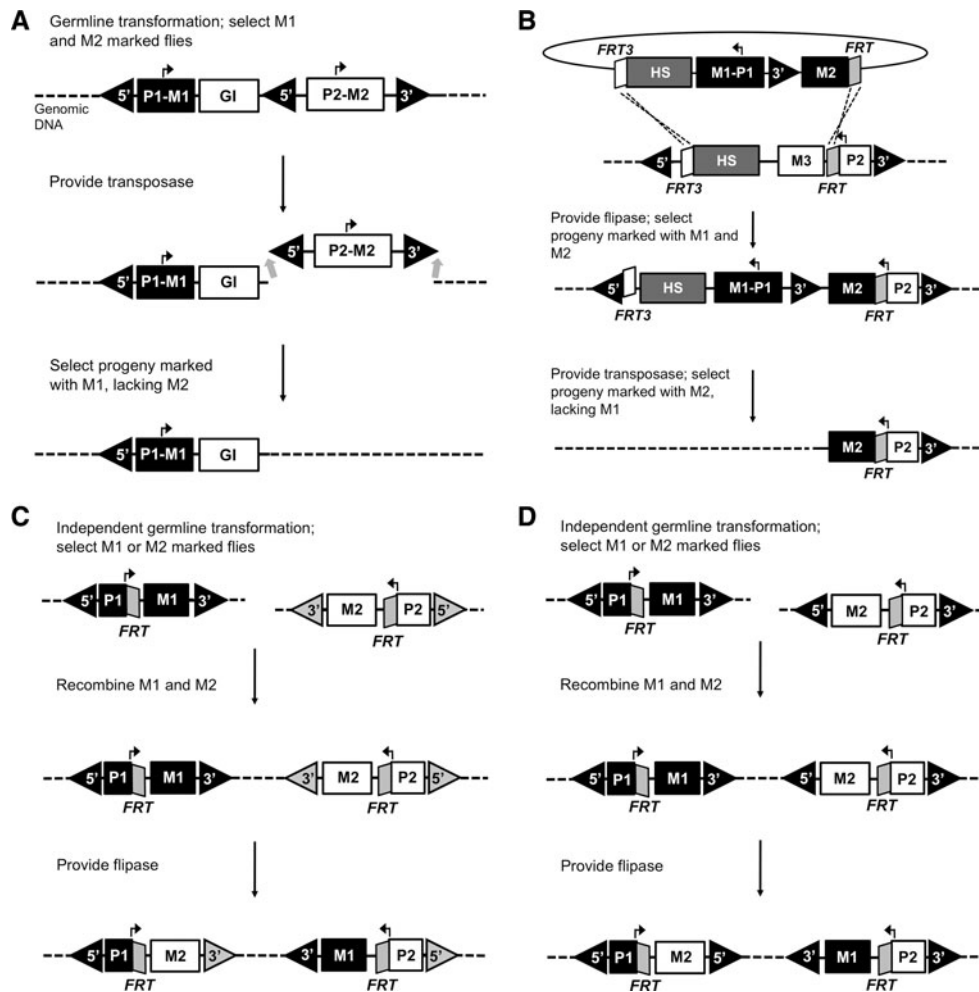 A
Germline transformation; select M1
and M2 marked flies
5' P1-M1 GI 5' P2-M2 3'
Genomic
DNA
Provide transposase
5' P2-M2 3'
5' P1-M1 GI
Select progeny marked
with M1, lacking M2
5' P1-M1 GI
B
FRT3 FRT
HS M1-P1 3' M2
5' HS M3 P2 3'
FRT3 FRT
Provide flipase; select
progeny marked with M1 and
M2
5' HS M1-P1 3' M2 P2 3'
FRT3 FRT
Provide transposase; select
progeny marked with M2,
lacking M1
M2 P2 3'
FRT
C
Independent germline transformation;
select M1 or M2 marked flies
5' P1 M1 3' 3' M2 P2 5'
FRT FRT
Recombine M1 and M2
5' P1 M1 3' 3' M2 P2 5'
FRT FRT
Provide flipase
5' P1 M2 3' 3' M1 P2 5'
FRT FRT
D
Independent germline transformation;
select M1 or M2 marked flies
5' P1 M1 3' 5' M2 P2 3'
FRT FRT
Recombine M1 and M2
5' P1 M1 3' 5' M2 P2 3'
FRT FRT
Provide flipase
5' P1 M2 5' 3' M1 P2 3'
FRT FRT